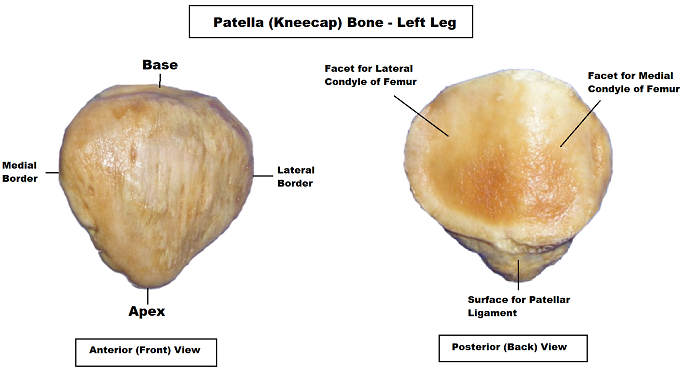 Patella (Kneecap) Bone - Left Leg
Base
Facet for Lateral
Condyle of Femur
Facet for Medial
Condyle of Femur
Medial
Border
Lateral
Border
Apex
Surface for Patellar
Ligament
Anterior (Front) View
Posterior (Back) View